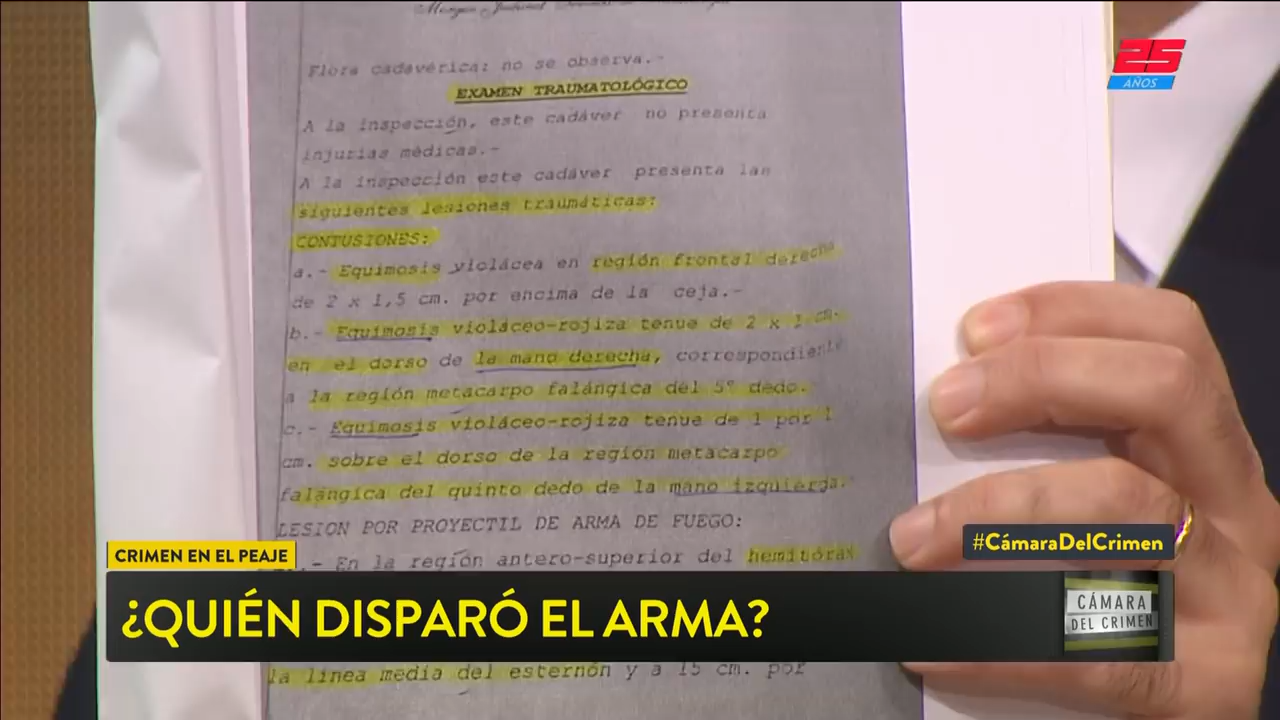 Flora cadavérica: no se observa.-
EXAMEN TRAUMATOLÓGICO
A la inspección, este cadáver no presenta
injurias médicas.-
A la inspección este cadáver presenta las
siguientes lesiones traumáticas:
CONTUSIONES:
a.- Equimosis violácea en región frontal derecha
de 2 x 1,5 cm. por encima de la ceja.-
b.- Equimosis violáceo-rojiza tenue de 2 x 1 cm.
en el dorso de la mano derecha, correspondiente
a la región metacarpo falángica del 5º dedo.
c.- Equimosis violáceo-rojiza tenue de 1 por 1
cm. sobre el dorso de la región metacarpo
falángica del quinto dedo de la mano izquierda.
LESION POR PROYECTIL DE ARMA DE FUEGO:
.- En la región antero-superior del hemitórax
la línea media del esternón y a 15 cm. por
25
AÑOS
#CámaraDelCrimen
CRIMEN EN EL PEAJE
¿QUIÉN DISPARÓ EL ARMA?
CÁMARA
DEL CRIMEN